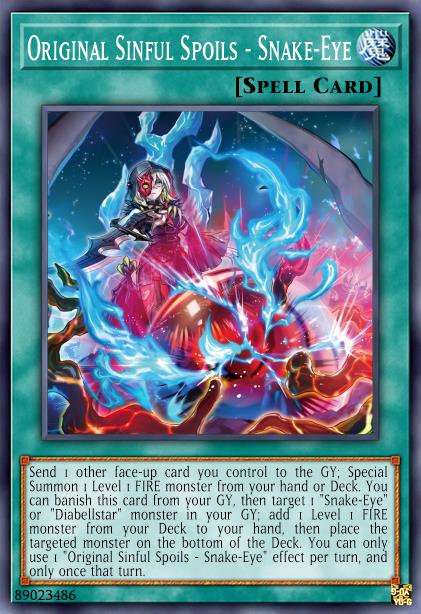 Original Sinful Spoils - Snake-Eye
魔
[Spell Card]
Send 1 other face-up card you control to the GY; Special
Summon 1 Level 1 FIRE monster from your hand or Deck. You
can banish this card from your GY, then target 1 "Snake-Eye"
or "Diabellstar" monster in your GY; add 1 Level 1 FIRE
monster from your Deck to your hand, then place the
targeted monster on the bottom of the Deck. You can only
use 1 "Original Sinful Spoils - Snake-Eye" effect per turn, and
only once that turn.
89023486